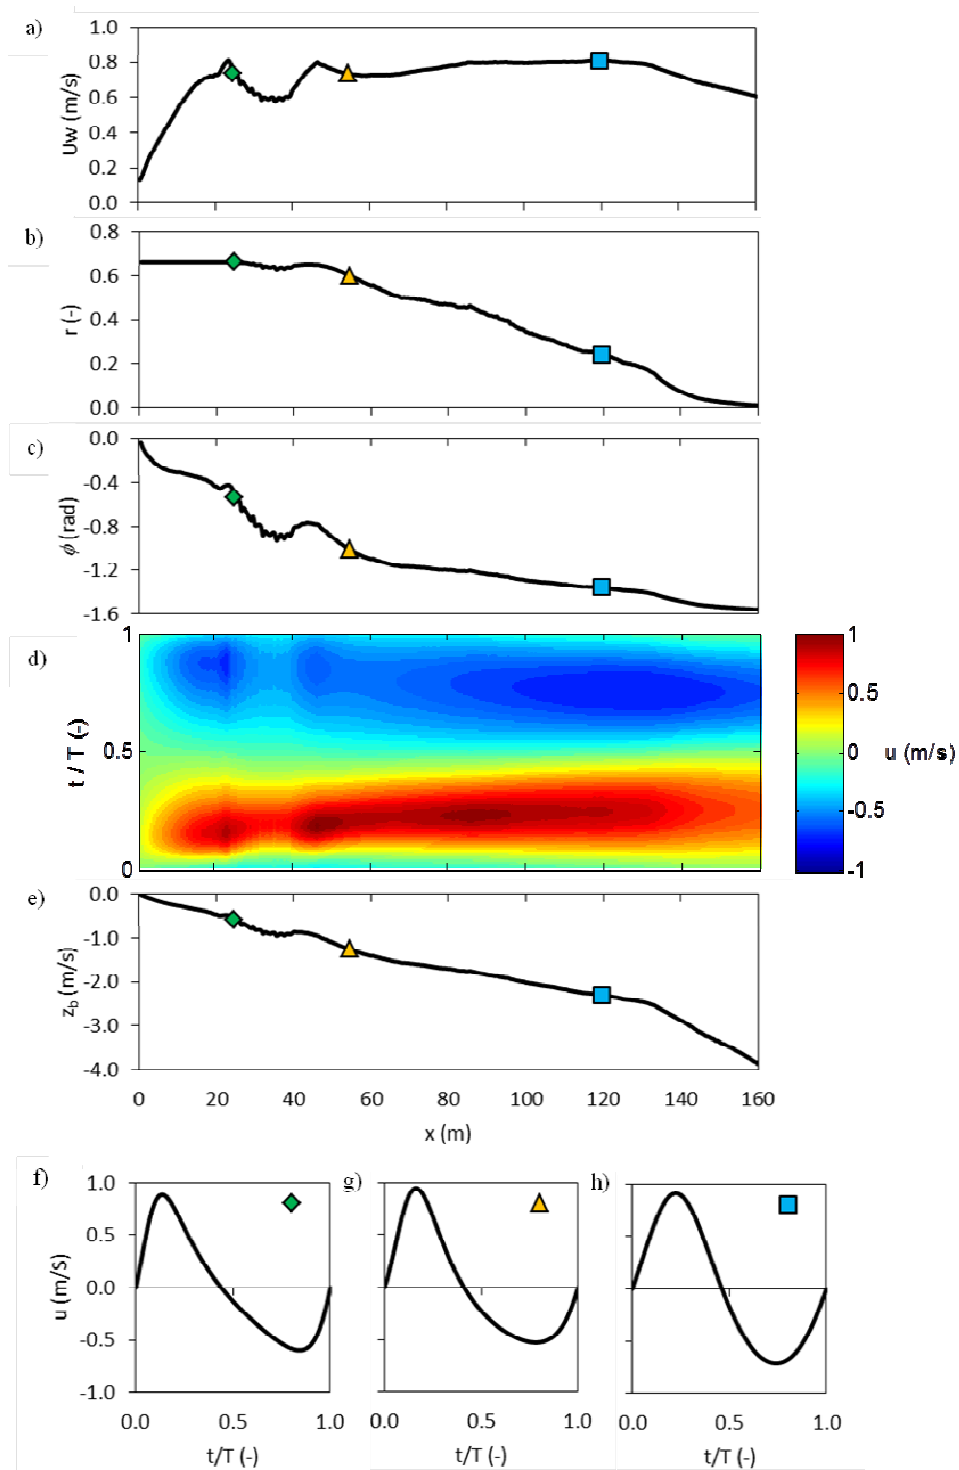 a)
Uw (m/s)
1.0
0.8
0.6
0.4
0.2
0.0
b)
r (-)
0.8
0.6
0.4
0.2
0.0
c)
ϕ (rad)
0.0
-0.4
-0.8
-1.2
-1.6
d)
t / T (-)
1
0.5
0
1
0.5
0
-0.5
-1
u (m/s)
e)
z_b (m/s)
0.0
-1.0
-2.0
-3.0
-4.0
0 20 40 60 80 100 120 140 160
x (m)
f) g) h)
u (m/s)
1.0
0.5
0.0
-0.5
-1.0
0.0 0.5 1.0 0.0 0.5 1.0 0.0 0.5 1.0
t/T (-) t/T (-) t/T (-)